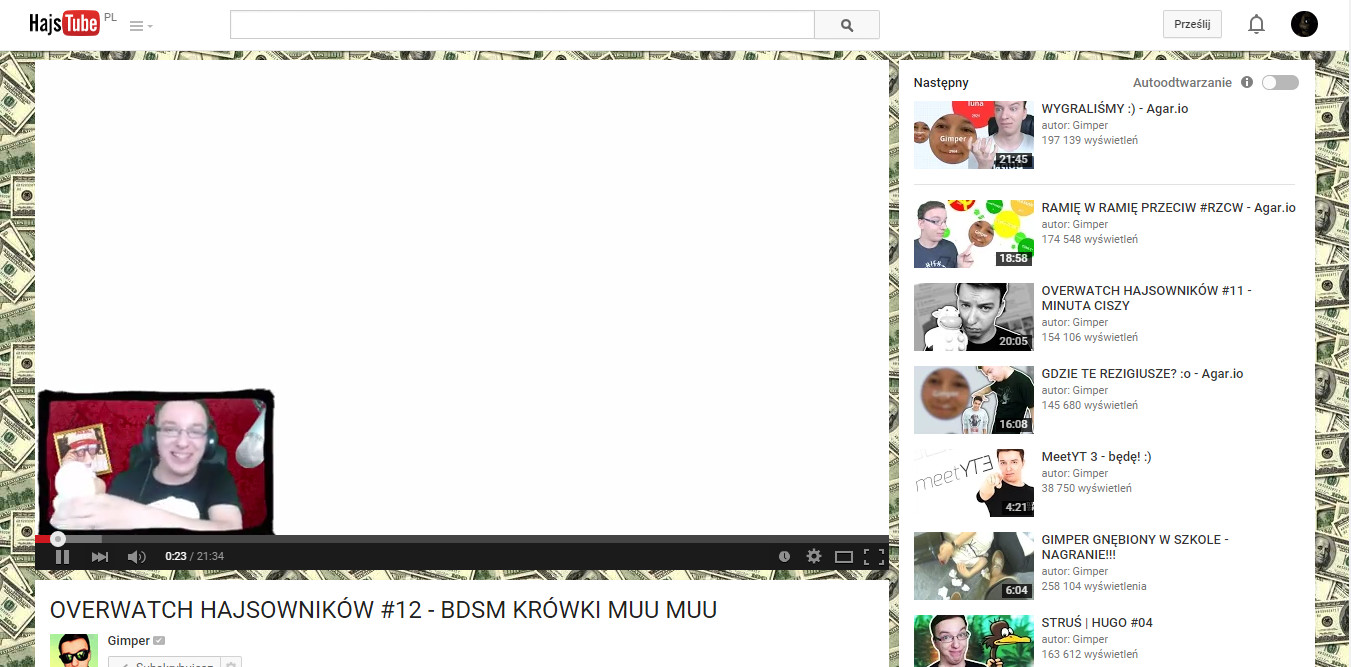 HajsTube PL
Prześlij
Następny
Autoodtwarzanie
Tuna
Gimper
21:45
WYGRALIŚMY :) - Agar.io
autor: Gimper
197 139 wyświetleń
18:58
RAMIĘ W RAMIĘ PRZECIW #RZCW - Agar.io
autor: Gimper
174 548 wyświetleń
20:05
OVERWATCH HAJSOWNIKÓW #11 -
MINUTA CISZY
autor: Gimper
154 106 wyświetleń
16:08
GDZIE TE REZIGIUSZE? :o - Agar.io
autor: Gimper
145 680 wyświetleń
meetYT3
4:21
MeetYT 3 - będę! :)
autor: Gimper
38 750 wyświetleń
6:04
GIMPER GNĘBIONY W SZKOLE -
NAGRANIE!!!
autor: Gimper
258 104 wyświetlenia
STRUŚ | HUGO #04
autor: Gimper
163 612 wyświetleń
0:23 / 21:34
OVERWATCH HAJSOWNIKÓW #12 - BDSM KRÓWKI MUU MUU
Gimper
Subskrybujesz